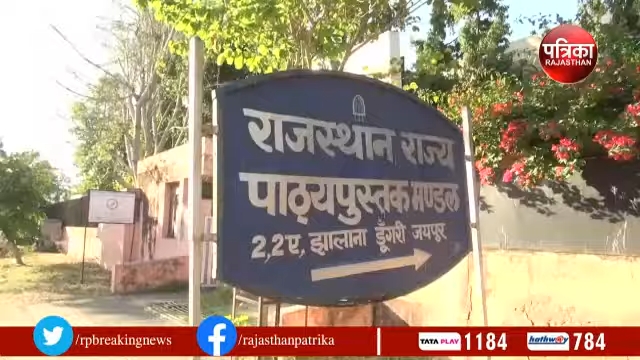 पत्रिका
RAJASTHAN
राजस्थान राज्य
पाठ्यपुस्तक मण्डल
2,2ए, झालाना डूँगरी जयपुर
/rpbreakingnews
/rajasthanpatrika
TATA PLAY 1184
hathway 784